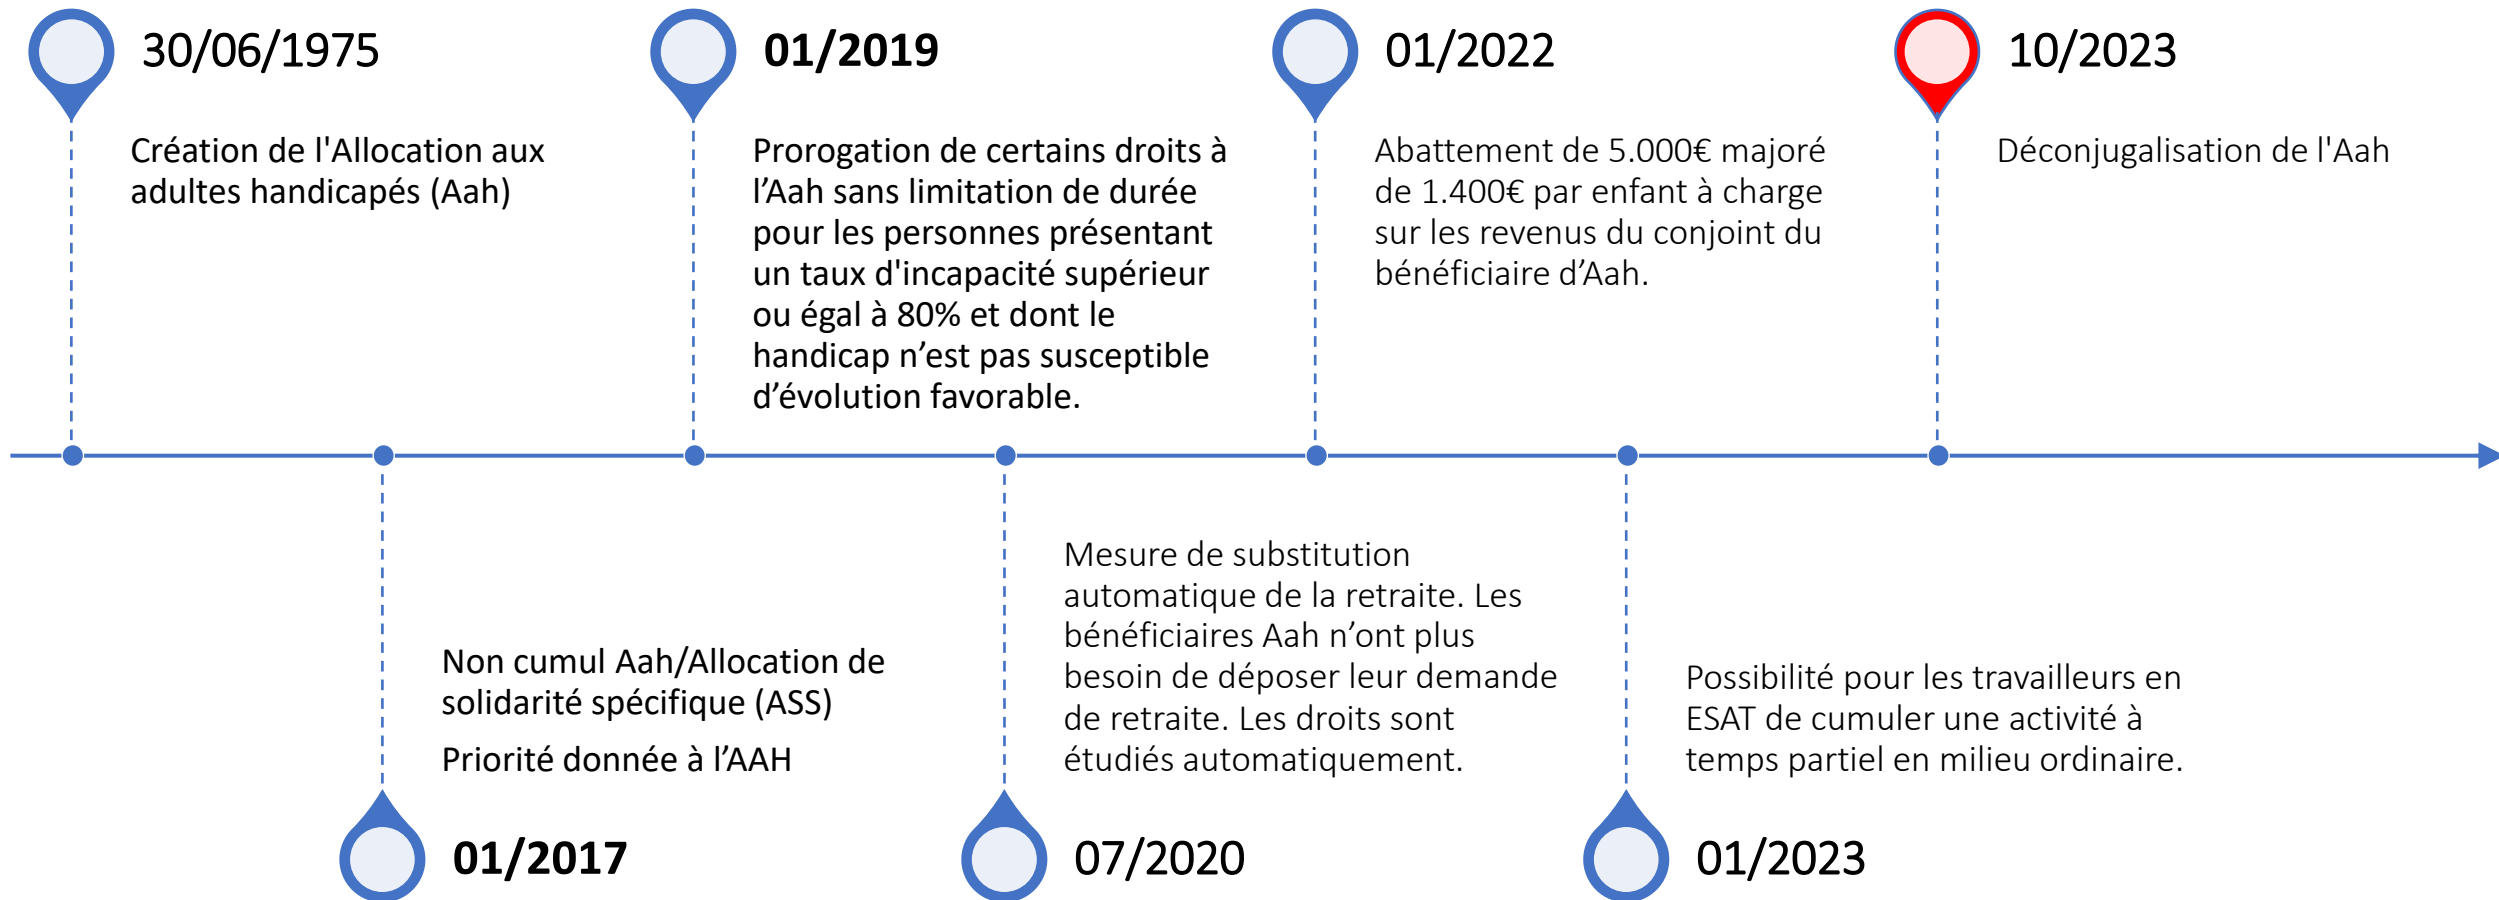 30/06/1975
Création de l'Allocation aux
adultes handicapés (Aah)
01/2019
Prorogation de certains droits à
l’Aah sans limitation de durée
pour les personnes présentant
un taux d'incapacité supérieur
ou égal à 80% et dont le
handicap n’est pas susceptible
d’évolution favorable.
01/2022
Abattement de 5.000€ majoré
de 1.400€ par enfant à charge
sur les revenus du conjoint du
bénéficiaire d’Aah.
10/2023
Déconjugalisation de l'Aah
Non cumul Aah/Allocation de
solidarité spécifique (ASS)
Priorité donnée à l’AAH
01/2017
Mesure de substitution
automatique de la retraite. Les
bénéficiaires Aah n’ont plus
besoin de déposer leur demande
de retraite. Les droits sont
étudiés automatiquement.
07/2020
Possibilité pour les travailleurs en
ESAT de cumuler une activité à
temps partiel en milieu ordinaire.
01/2023